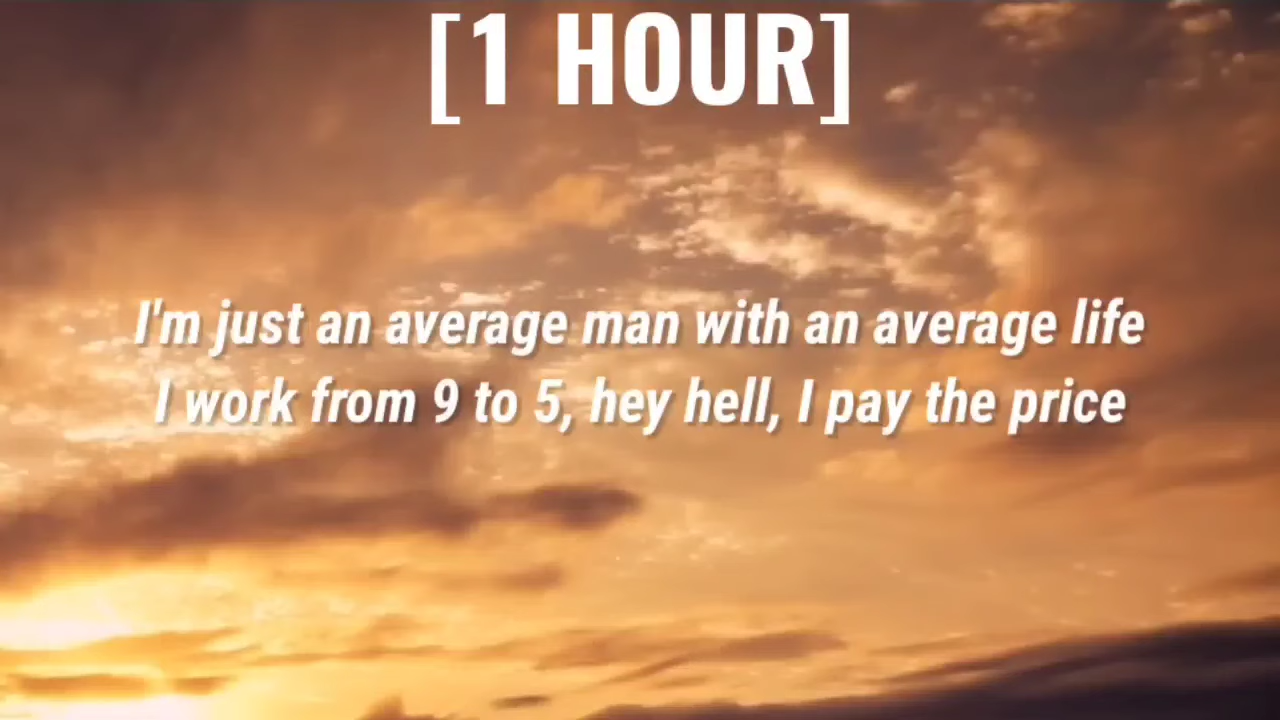 [1 HOUR]
I'm just an average man with an average life
I work from 9 to 5, hey hell, I pay the price